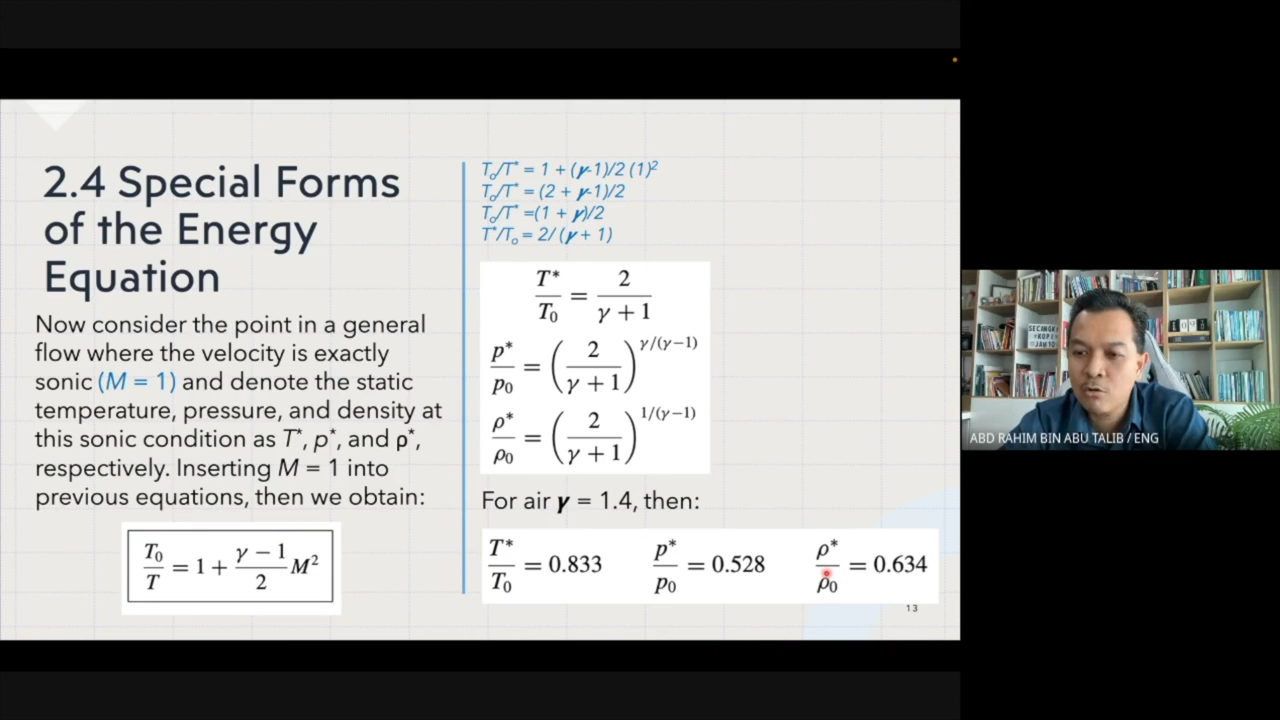 2.4 Special Forms
of the Energy
Equation
Now consider the point in a general
flow where the velocity is exactly
sonic (M = 1) and denote the static
temperature, pressure, and density at
this sonic condition as T*, p*, and ρ*,
respectively. Inserting M = 1 into
previous equations, then we obtain:
T₀/T = 1 + (γ − 1)/2 M²
Tₒ/T* = 1 + (γ-1)/2 (1)²
Tₒ/T* = (2 + γ-1)/2
Tₒ/T* =(1 + γ)/2
T*/Tₒ = 2/ (γ + 1)
T*/T₀ = 2/(γ + 1)
p*/p₀ = (2/(γ + 1))^γ/(γ−1)
ρ*/ρ₀ = (2/(γ + 1))^1/(γ−1)
For air γ = 1.4, then:
T*/T₀ = 0.833 p*/p₀ = 0.528 ρ*/ρ₀ = 0.634
13
SECANGKI
KOPI
JAH TO
ABD RAHIM BIN ABU TALIB / ENG